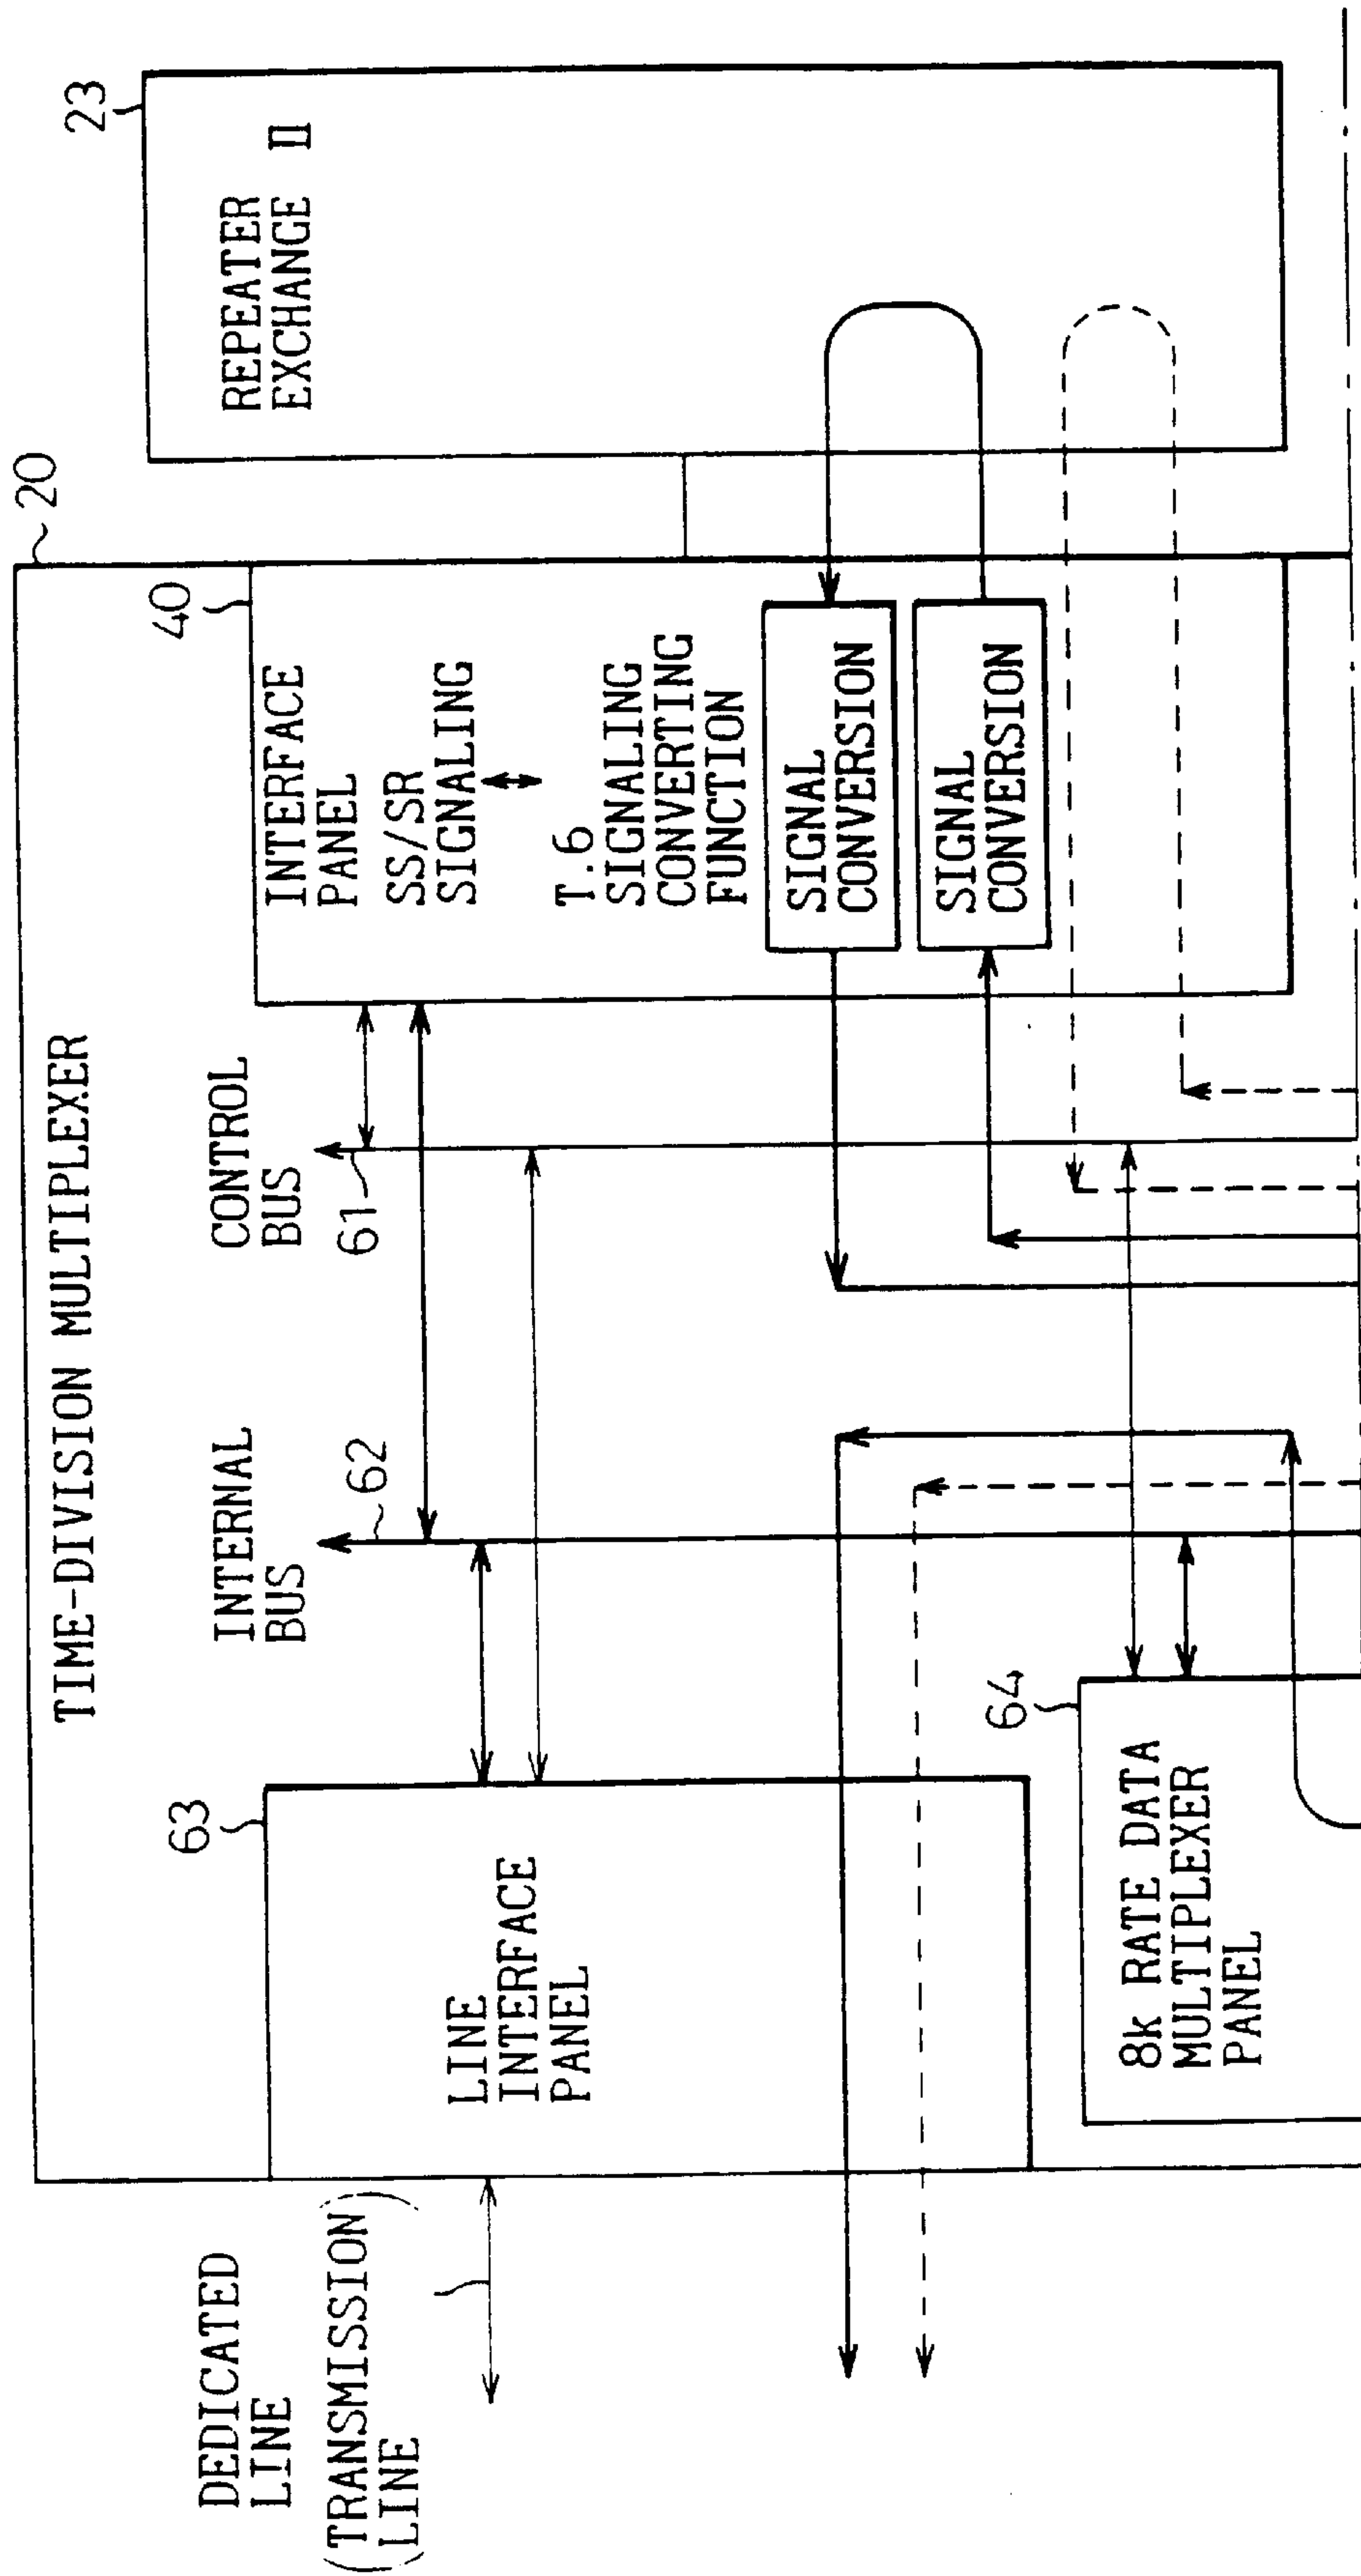 TIME-DIVISION MULTIPLEXER
20
23
REPEATER
EXCHANGE II
DEDICATED
LINE
(TRANSMISSION
LINE)
63
LINE
INTERFACE
PANEL
INTERNAL
BUS
62
CONTROL
BUS
61
40
INTERFACE
PANEL
SS/SR
SIGNALING
T.6
SIGNALING
CONVERTING
FUNCTION
SIGNAL
CONVERSION
SIGNAL
CONVERSION
64
8k RATE DATA
MULTIPLEXER
PANEL